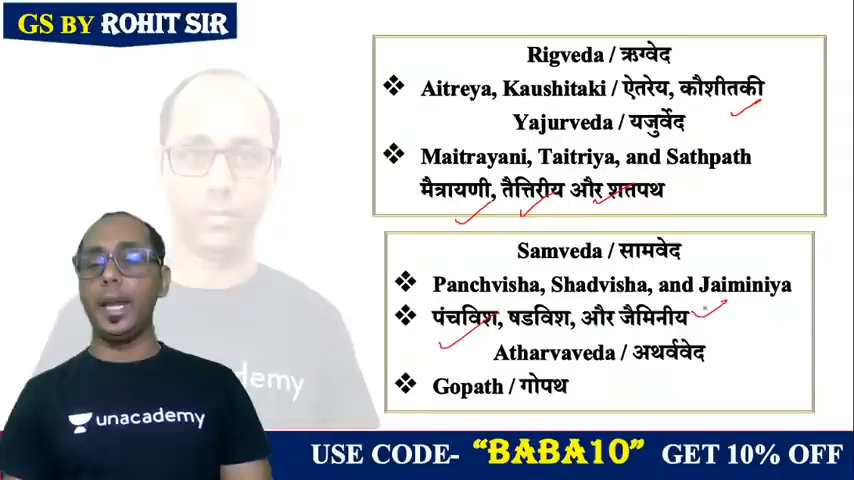 GS BY ROHIT SIR
Rigveda / ऋग्वेद
❖ Aitreya, Kaushitaki / ऐतरेय, कौशीतकी
Yajurveda / यजुर्वेद
❖ Maitrayani, Taitriya, and Sathpath
मैत्रायणी, तैत्तिरीय और शतपथ
Samveda / सामवेद
❖ Panchvisha, Shadvisha, and Jaiminiya
❖ पंचविश, षडविश, और जैमिनीय
Atharvaveda / अथर्ववेद
❖ Gopath / गोपथ
unacademy
USE CODE- “BABA10” GET 10% OFF